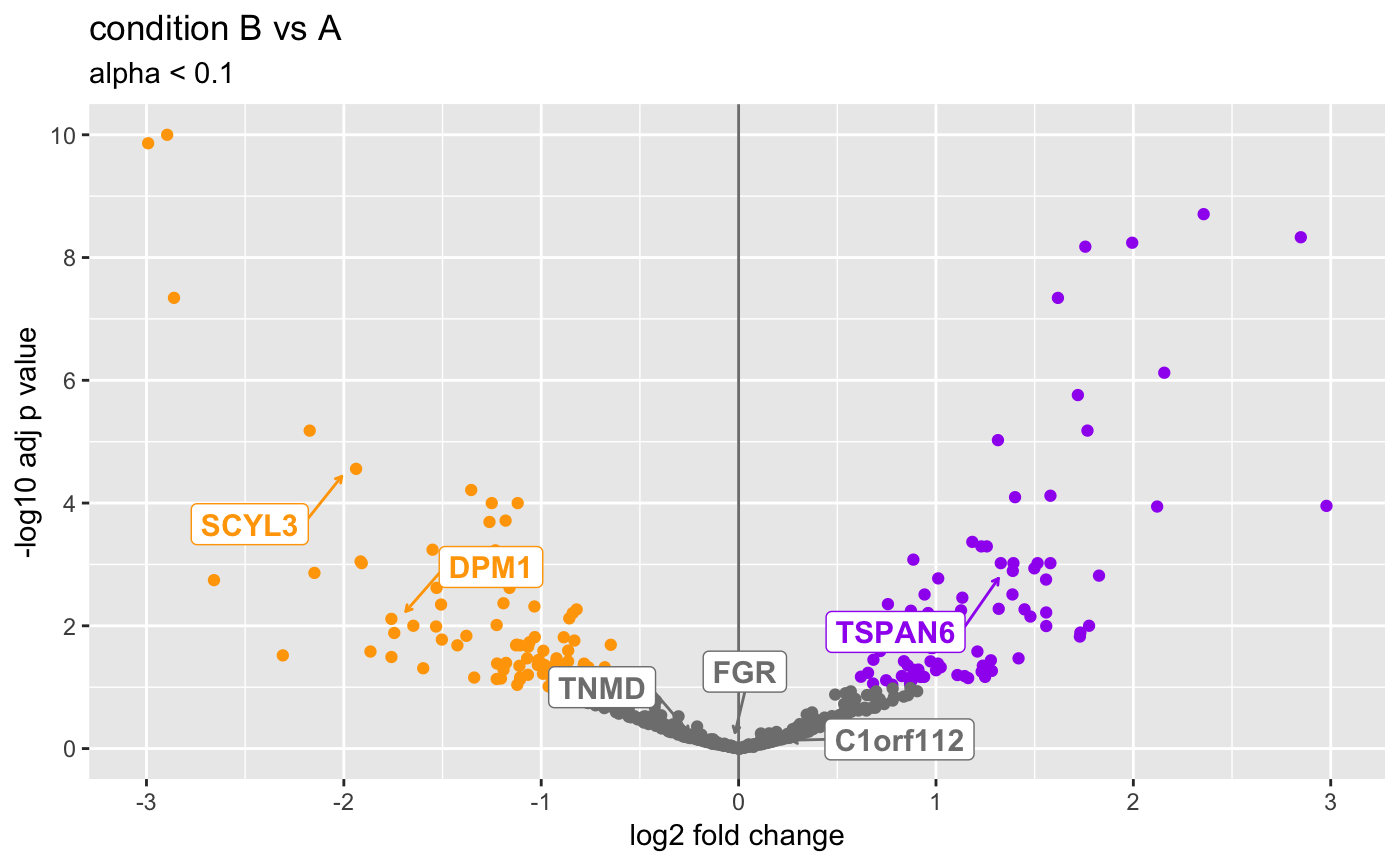 condition B vs A
alpha < 0.1
-log10 adj p value
10
8
6
4
2
0
SCYL3
DPM1
TSPAN6
FGR
TNMD
C1orf112
-3 -2 -1 0 1 2 3
log2 fold change